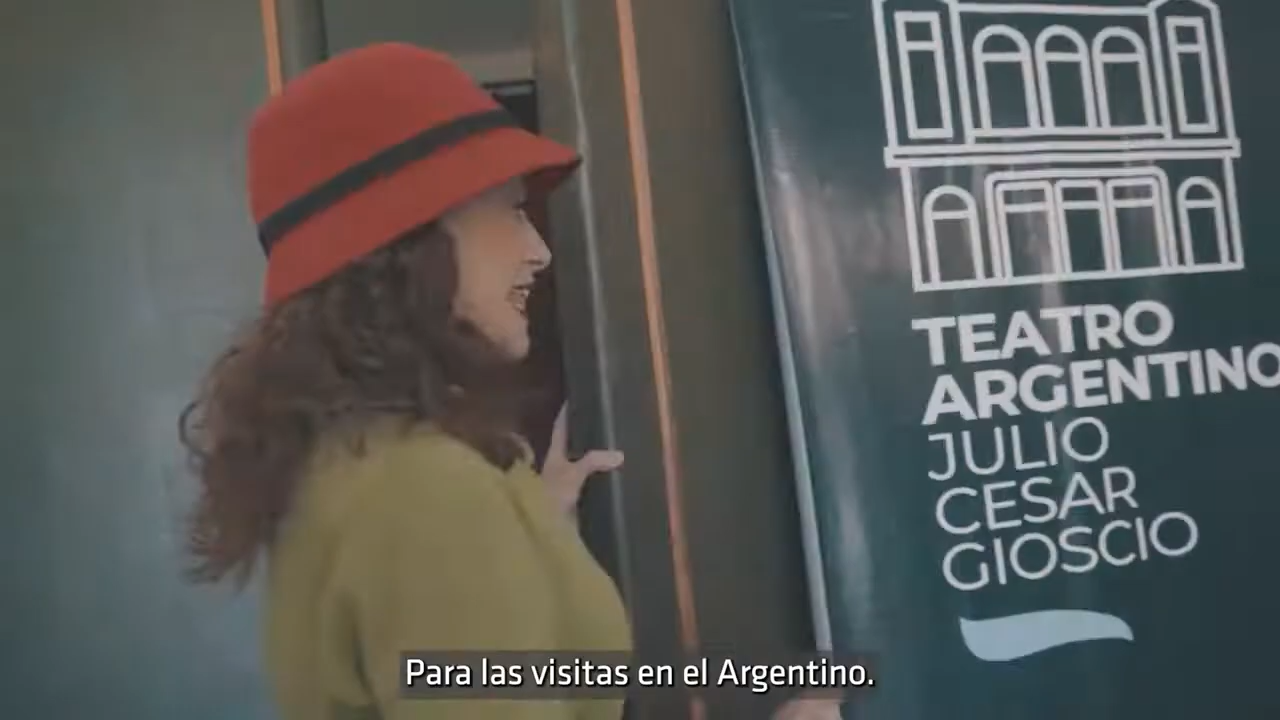 TEATRO
ARGENTINO
JULIO
CESAR
GIOSCIO
Para las visitas en el Argentino.